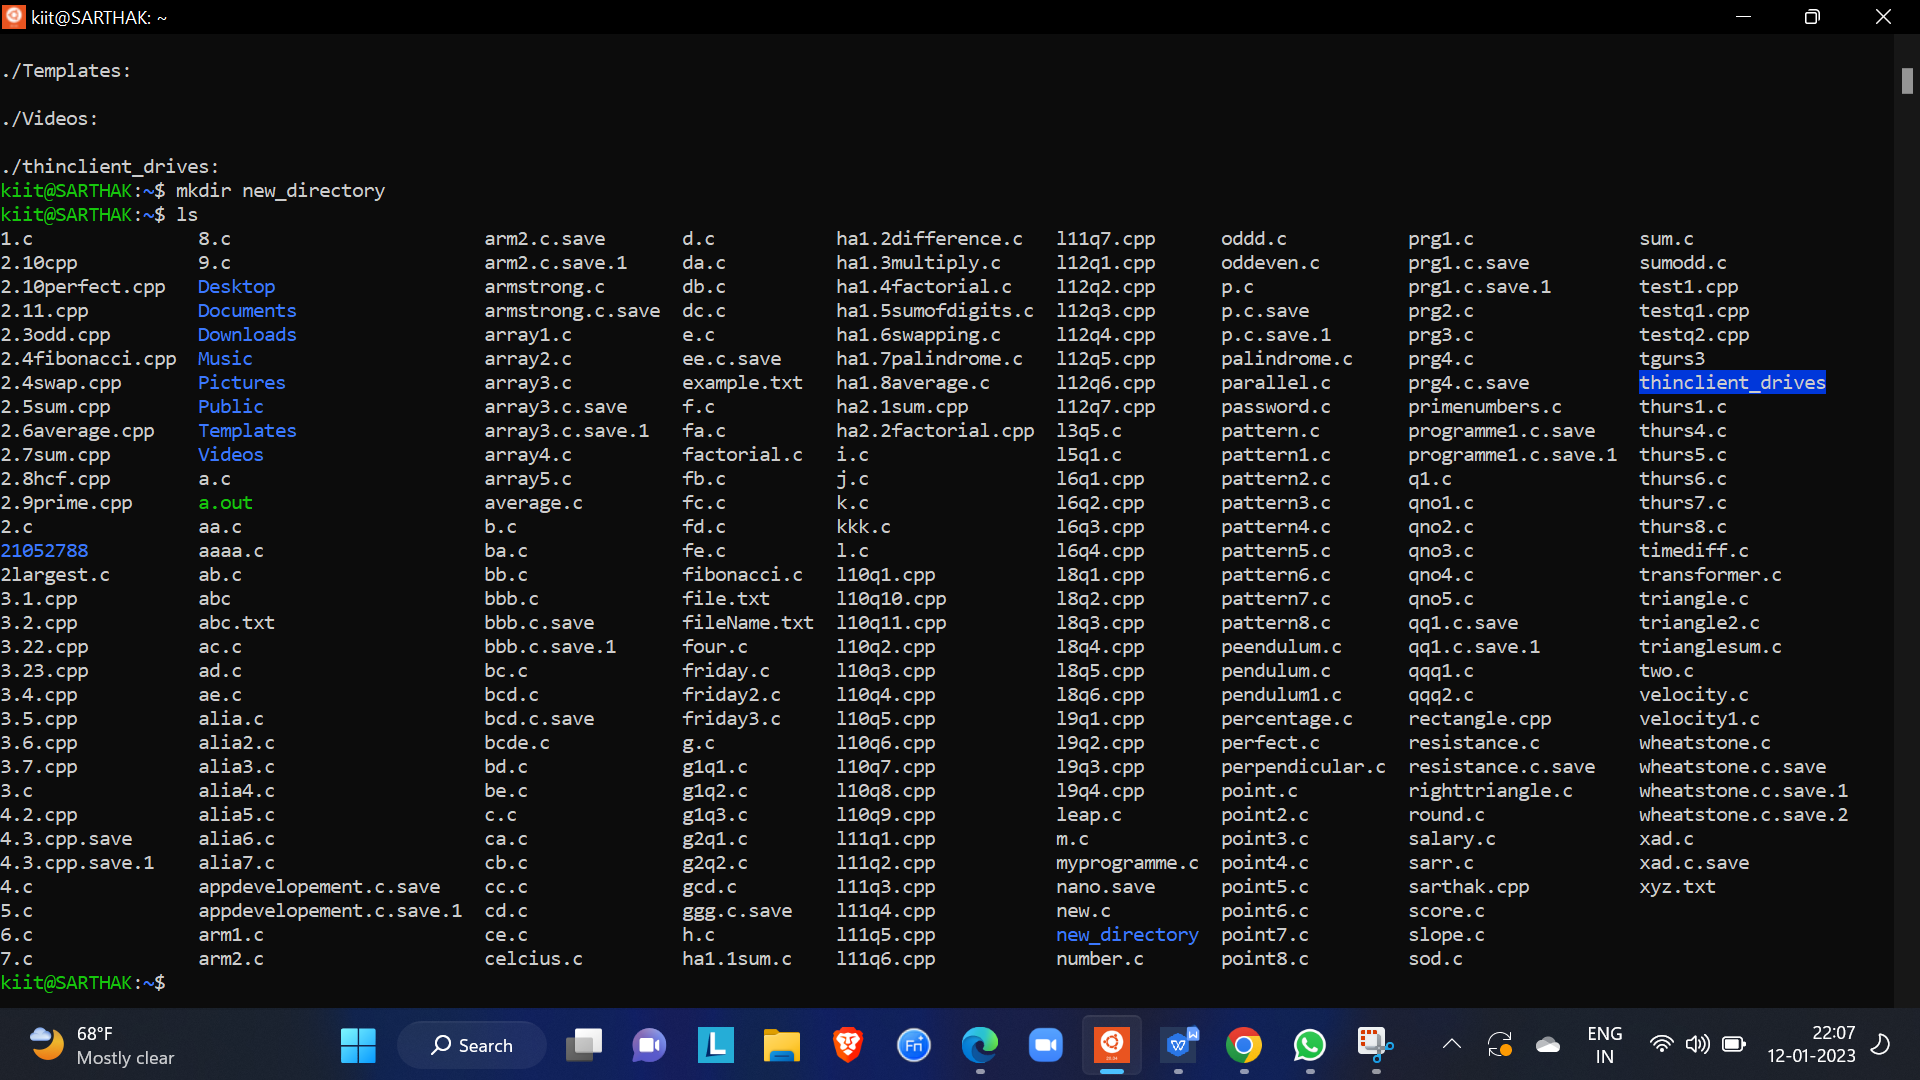 kiit@SARTHAK: ~
./Templates:
./Videos:
./thinclient_drives:
kiit@SARTHAK:~$ mkdir new_directory
kiit@SARTHAK:~$ ls
1.c 8.c arm2.c.save d.c ha1.2difference.c l11q7.cpp oddd.c prg1.c sum.c
2.10cpp 9.c arm2.c.save.1 da.c ha1.3multiply.c l12q1.cpp oddeven.c prg1.c.save sumodd.c
2.10perfect.cpp Desktop armstrong.c db.c ha1.4factorial.c l12q2.cpp p.c prg1.c.save.1 test1.cpp
2.11.cpp Documents armstrong.c.save dc.c ha1.5sumofdigits.c l12q3.cpp p.c.save prg2.c testq1.cpp
2.3odd.cpp Downloads array1.c e.c ha1.6swapping.c l12q4.cpp p.c.save.1 prg3.c testq2.cpp
2.4fibonacci.cpp Music array2.c ee.c.save ha1.7palindrome.c l12q5.cpp palindrome.c prg4.c tgurs3
2.4swap.cpp Pictures array3.c example.txt ha1.8average.c l12q6.cpp parallel.c prg4.c.save thinclient_drives
2.5sum.cpp Public array3.c.save f.c ha2.1sum.cpp l12q7.cpp password.c primenumbers.c thurs1.c
2.6average.cpp Templates array3.c.save.1 fa.c ha2.2factorial.cpp l3q5.c pattern.c programme1.c.save thurs4.c
2.7sum.cpp Videos array4.c factorial.c i.c l5q1.c pattern1.c programme1.c.save.1 thurs5.c
2.8hcf.cpp a.c array5.c fb.c j.c l6q1.cpp pattern2.c q1.c thurs6.c
2.9prime.cpp a.out average.c fc.c k.c l6q2.cpp pattern3.c qno1.c thurs7.c
2.c aa.c b.c fd.c kkk.c l6q3.cpp pattern4.c qno2.c thurs8.c
21052788 aaaa.c ba.c fe.c l.c l6q4.cpp pattern5.c qno3.c timediff.c
2largest.c ab.c bb.c fibonacci.c l10q1.cpp l8q1.cpp pattern6.c qno4.c transformer.c
3.1.cpp abc bbb.c file.txt l10q10.cpp l8q2.cpp pattern7.c qno5.c triangle.c
3.2.cpp abc.txt bbb.c.save fileName.txt l10q11.cpp l8q3.cpp pattern8.c qq1.c.save triangle2.c
3.22.cpp ac.c bbb.c.save.1 four.c l10q2.cpp l8q4.cpp peendulum.c qq1.c.save.1 trianglesum.c
3.23.cpp ad.c bc.c friday.c l10q3.cpp l8q5.cpp pendulum.c qqq1.c two.c
3.4.cpp ae.c bcd.c friday2.c l10q4.cpp l8q6.cpp pendulum1.c qqq2.c velocity.c
3.5.cpp alia.c bcd.c.save friday3.c l10q5.cpp l9q1.cpp percentage.c rectangle.cpp velocity1.c
3.6.cpp alia2.c bcde.c g.c l10q6.cpp l9q2.cpp perfect.c resistance.c wheatstone.c
3.7.cpp alia3.c bd.c g1q1.c l10q7.cpp l9q3.cpp perpendicular.c resistance.c.save wheatstone.c.save
3.c alia4.c be.c g1q2.c l10q8.cpp l9q4.cpp point.c righttriangle.c wheatstone.c.save.1
4.2.cpp alia5.c c.c g1q3.c l10q9.cpp leap.c point2.c round.c wheatstone.c.save.2
4.3.cpp.save alia6.c ca.c g2q1.c l11q1.cpp m.c point3.c salary.c xad.c
4.3.cpp.save.1 alia7.c cb.c g2q2.c l11q2.cpp myprogramme.c point4.c sarr.c xad.c.save
4.c appdevelopement.c.save cc.c gcd.c l11q3.cpp nano.save point5.c sarthak.cpp xyz.txt
5.c appdevelopement.c.save.1 cd.c ggg.c.save l11q4.cpp new.c point6.c score.c
6.c arm1.c ce.c h.c l11q5.cpp new_directory point7.c slope.c
7.c arm2.c celcius.c ha1.1sum.c l11q6.cpp number.c point8.c sod.c
kiit@SARTHAK:~$
68°F
Mostly clear
Search
ENG
IN
22:07
12-01-2023